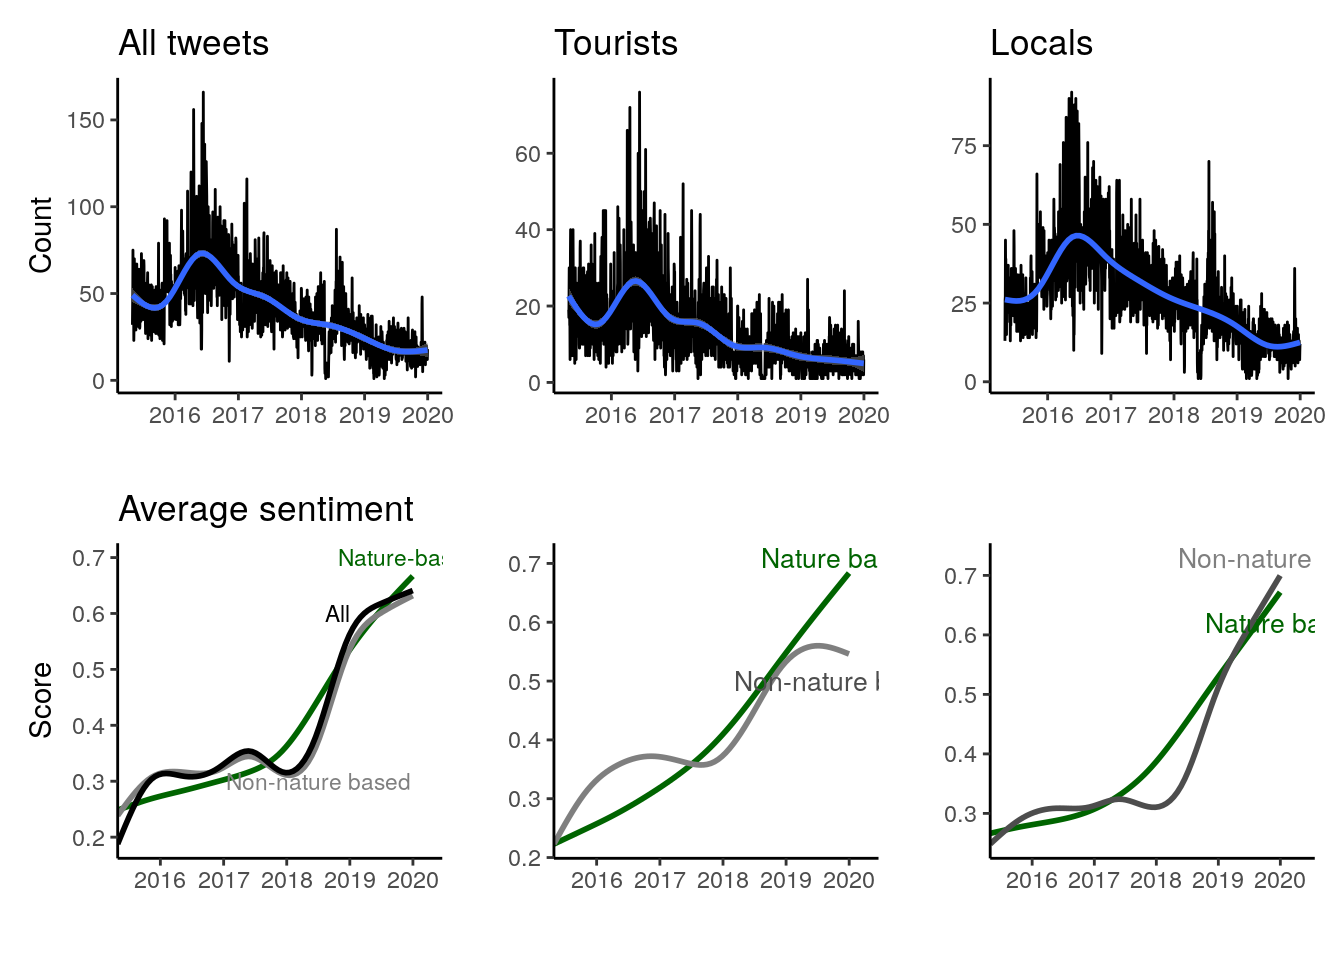 All tweets
Tourists
Locals
Count
150
100
50
0
2016 2017 2018 2019 2020
60
40
20
0
2016 2017 2018 2019 2020
75
50
25
0
2016 2017 2018 2019 2020
Average sentiment
Score
0.7
0.6
0.5
0.4
0.3
0.2
Nature-bas
All
Non-nature based
2016 2017 2018 2019 2020
0.7
0.6
0.5
0.4
0.3
0.2
Nature ba
Non-nature b
2016 2017 2018 2019 2020
0.7
0.6
0.5
0.4
0.3
Non-nature
Nature ba
2016 2017 2018 2019 2020